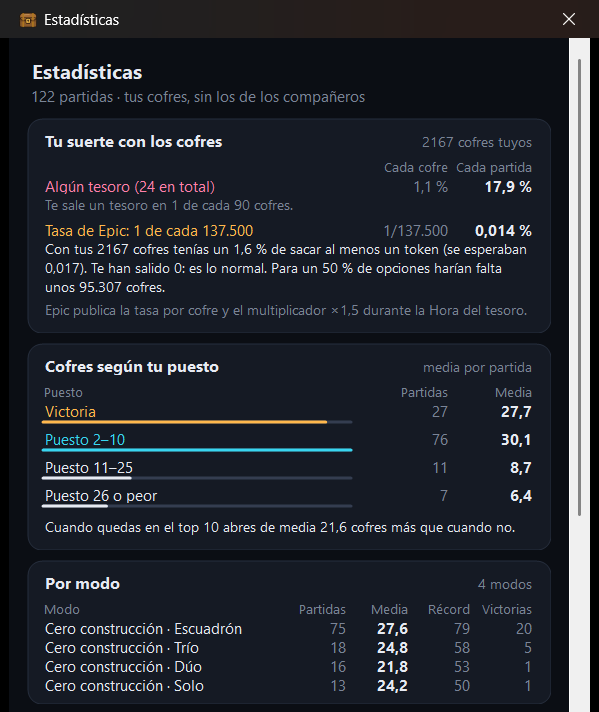 Estadísticas
Estadísticas
122 partidas · tus cofres, sin los de los compañeros
Tu suerte con los cofres 2167 cofres tuyos
Cada cofre Cada partida
Algún tesoro (24 en total) 1,1 % 17,9 %
Te sale un tesoro en 1 de cada 90 cofres.
Tasa de Epic: 1 de cada 137.500 1/137.500 0,014 %
Con tus 2167 cofres tenías un 1,6 % de sacar al menos un token (se esperaban
0,017). Te han salido 0: es lo normal. Para un 50 % de opciones harían falta
unos 95.307 cofres.
Epic publica la tasa por cofre y el multiplicador ×1,5 durante la Hora del tesoro.
Cofres según tu puesto media por partida
Puesto Partidas Media
Victoria 27 27,7
Puesto 2–10 76 30,1
Puesto 11–25 11 8,7
Puesto 26 o peor 7 6,4
Cuando quedas en el top 10 abres de media 21,6 cofres más que cuando no.
Por modo 4 modos
Modo Partidas Media Récord Victorias
Cero construcción · Escuadrón 75 27,6 79 20
Cero construcción · Trío 18 24,8 58 5
Cero construcción · Dúo 16 21,8 53 1
Cero construcción · Solo 13 24,2 50 1